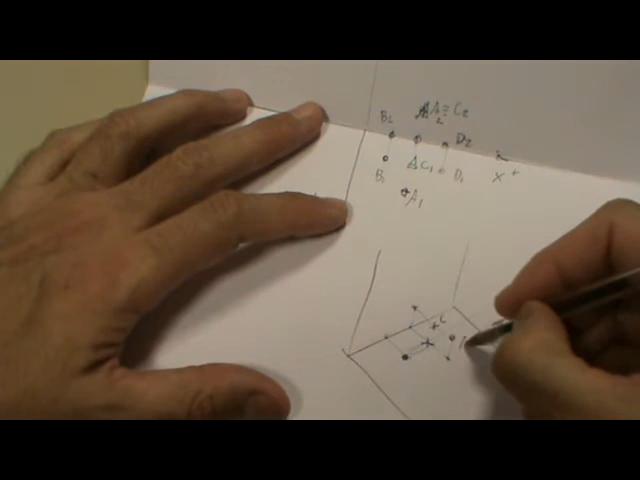 B₂ A₂≡C₂
D₂
B₁ C₁ D₁ X⁺
A₁
C